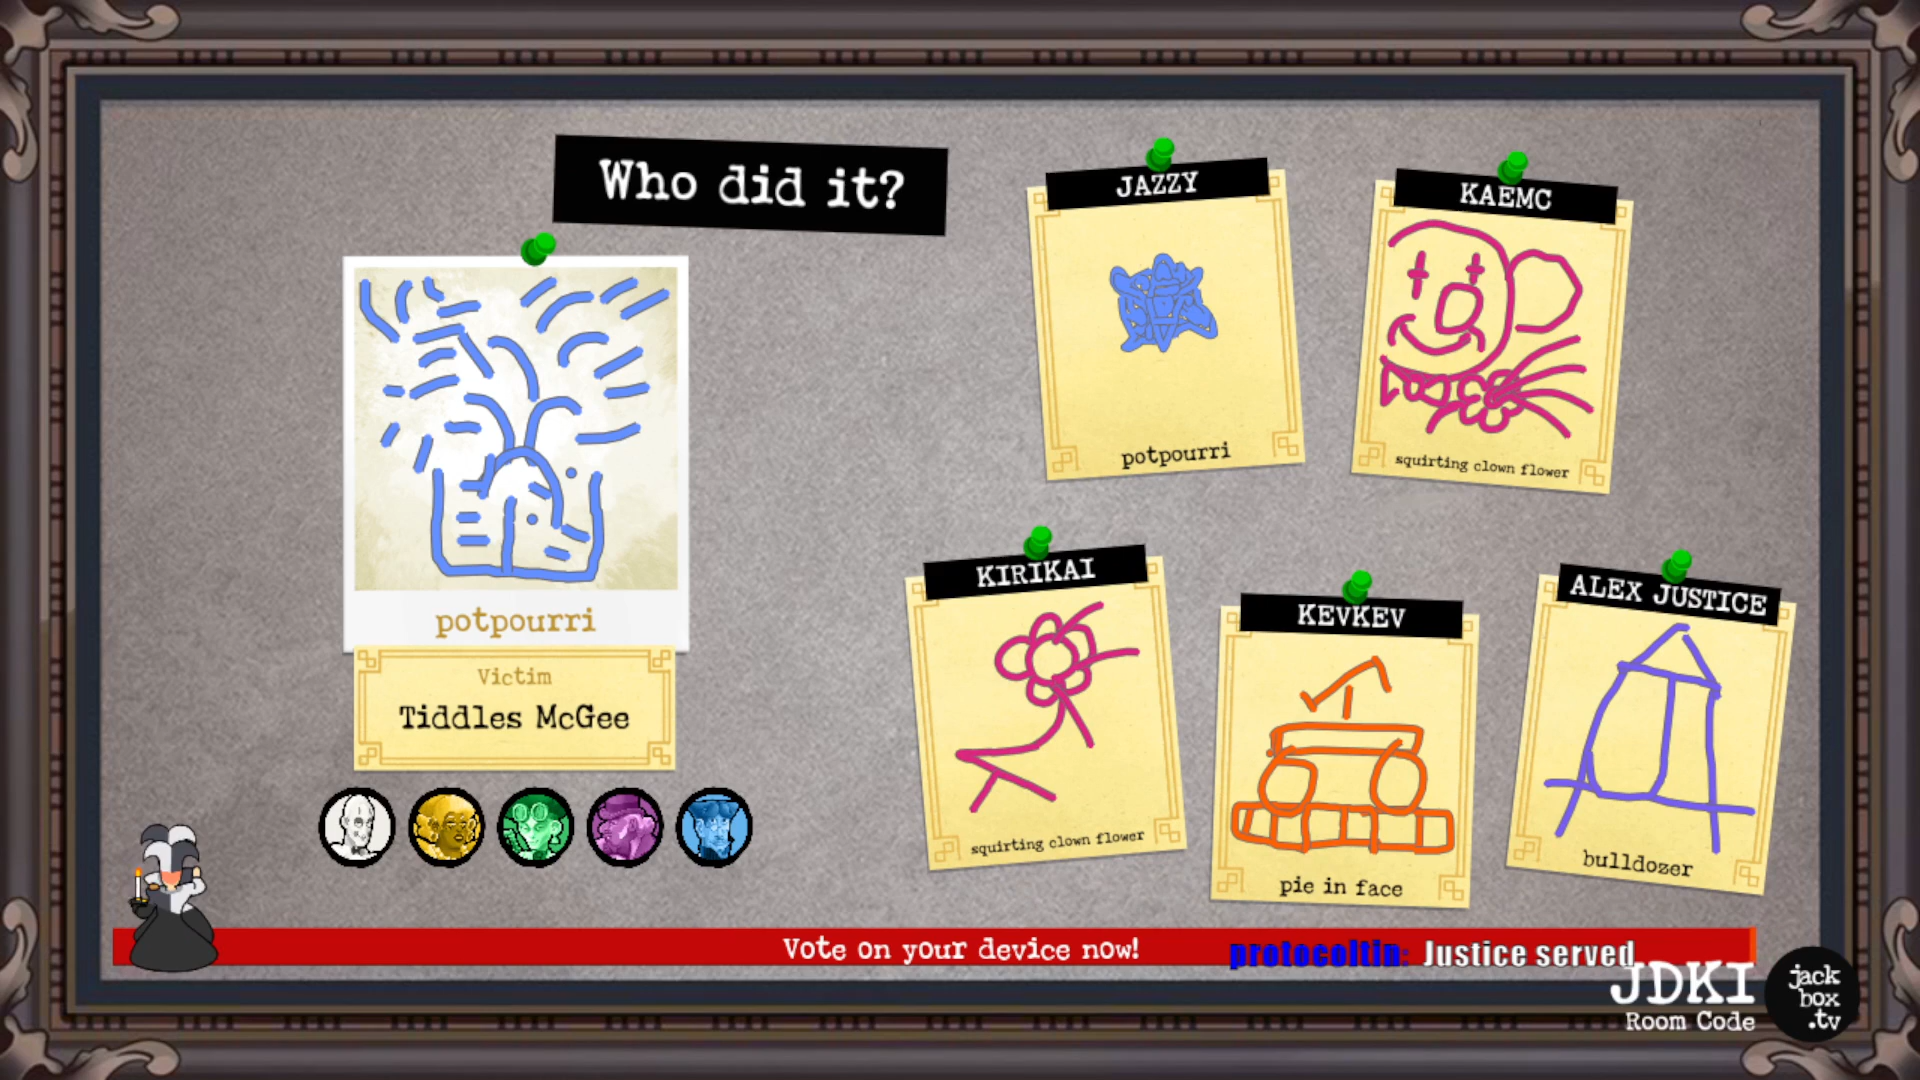 Who did it?
potpourri
Victim
Tiddles McGee
JAZZY
potpourri
KAEMC
squirting clown flower
KIRIKAI
squirting clown flower
KEVKEV
pie in face
ALEX JUSTICE
bulldozer
Vote on your device now!
protocoltin: Justice served
JDKI
Room Code
jack
box
.tv